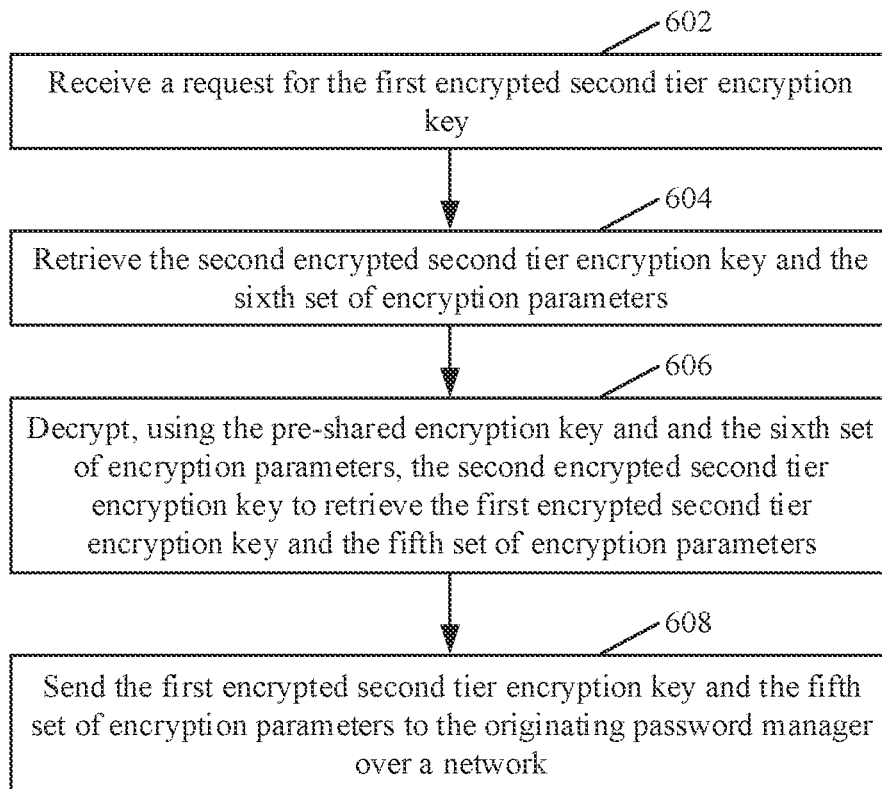 602
Receive a request for the first encrypted second tier encryption
key
604
Retrieve the second encrypted second tier encryption key and the
sixth set of encryption parameters
606
Decrypt, using the pre-shared encryption key and and the sixth set
of encryption parameters, the second encrypted second tier
encryption key to retrieve the first encrypted second tier
encryption key and the fifth set of encryption parameters
608
Send the first encrypted second tier encryption key and the fifth
set of encryption parameters to the originating password manager
over a network